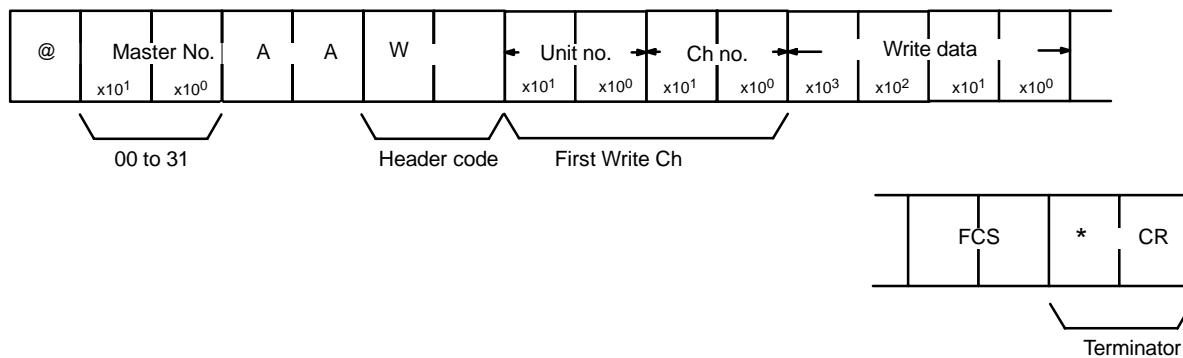 @ Master No. A A W Unit no. Ch no. Write data
x10¹ x10⁰ x10¹ x10⁰ x10¹ x10⁰ x10³ x10² x10¹ x10⁰
00 to 31 Header code First Write Ch
FCS * CR
Terminator